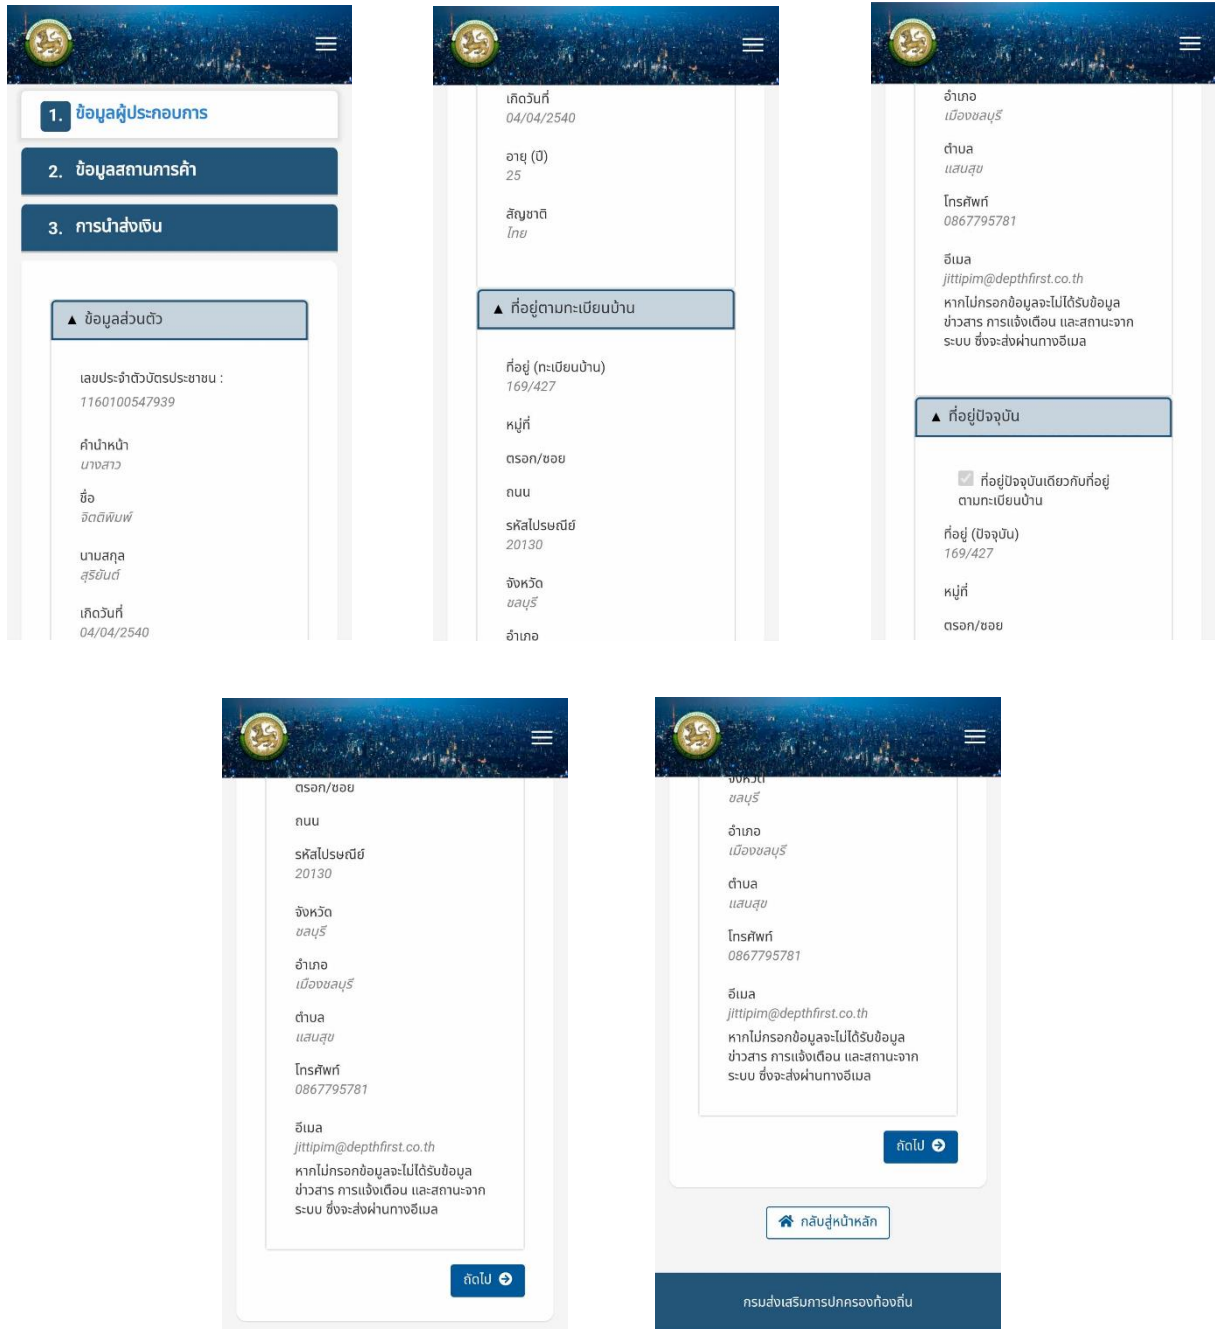 1. ข้อมูลผู้ประกอบการ
2. ข้อมูลสถานการค้า
3. การนำส่งเงิน
▲ ข้อมูลส่วนตัว
เลขประจำตัวบัตรประชาชน :
1160100547939
คำนำหน้า
นางสาว
ชื่อ
จิตติพิมพ์
นามสกุล
สุริยันต์
เกิดวันที่
04/04/2540
เกิดวันที่
04/04/2540
อายุ (ปี)
25
สัญชาติ
ไทย
▲ ที่อยู่ตามทะเบียนบ้าน
ที่อยู่ (ทะเบียนบ้าน)
169/427
หมู่ที่
ตรอก/ซอย
ถนน
รหัสไปรษณีย์
20130
จังหวัด
ชลบุรี
อำเภอ
อำเภอ
เมืองชลบุรี
ตำบล
แสนสุข
โทรศัพท์
0867795781
อีเมล
jittipim@depthfirst.co.th
หากไม่กรอกข้อมูลจะไม่ได้รับข้อมูล
ข่าวสาร การแจ้งเตือน และสถานะจาก
ระบบ ซึ่งจะส่งผ่านทางอีเมล
▲ ที่อยู่ปัจจุบัน
ที่อยู่ปัจจุบันเดียวกับที่อยู่
ตามทะเบียนบ้าน
ที่อยู่ (ปัจจุบัน)
169/427
หมู่ที่
ตรอก/ซอย
ตรอก/ซอย
ถนน
รหัสไปรษณีย์
20130
จังหวัด
ชลบุรี
อำเภอ
เมืองชลบุรี
ตำบล
แสนสุข
โทรศัพท์
0867795781
อีเมล
jittipim@depthfirst.co.th
หากไม่กรอกข้อมูลจะไม่ได้รับข้อมูล
ข่าวสาร การแจ้งเตือน และสถานะจาก
ระบบ ซึ่งจะส่งผ่านทางอีเมล
ถัดไป
จังหวัด
ชลบุรี
อำเภอ
เมืองชลบุรี
ตำบล
แสนสุข
โทรศัพท์
0867795781
อีเมล
jittipim@depthfirst.co.th
หากไม่กรอกข้อมูลจะไม่ได้รับข้อมูล
ข่าวสาร การแจ้งเตือน และสถานะจาก
ระบบ ซึ่งจะส่งผ่านทางอีเมล
ถัดไป
กลับสู่หน้าหลัก
กรมส่งเสริมการปกครองท้องถิ่น